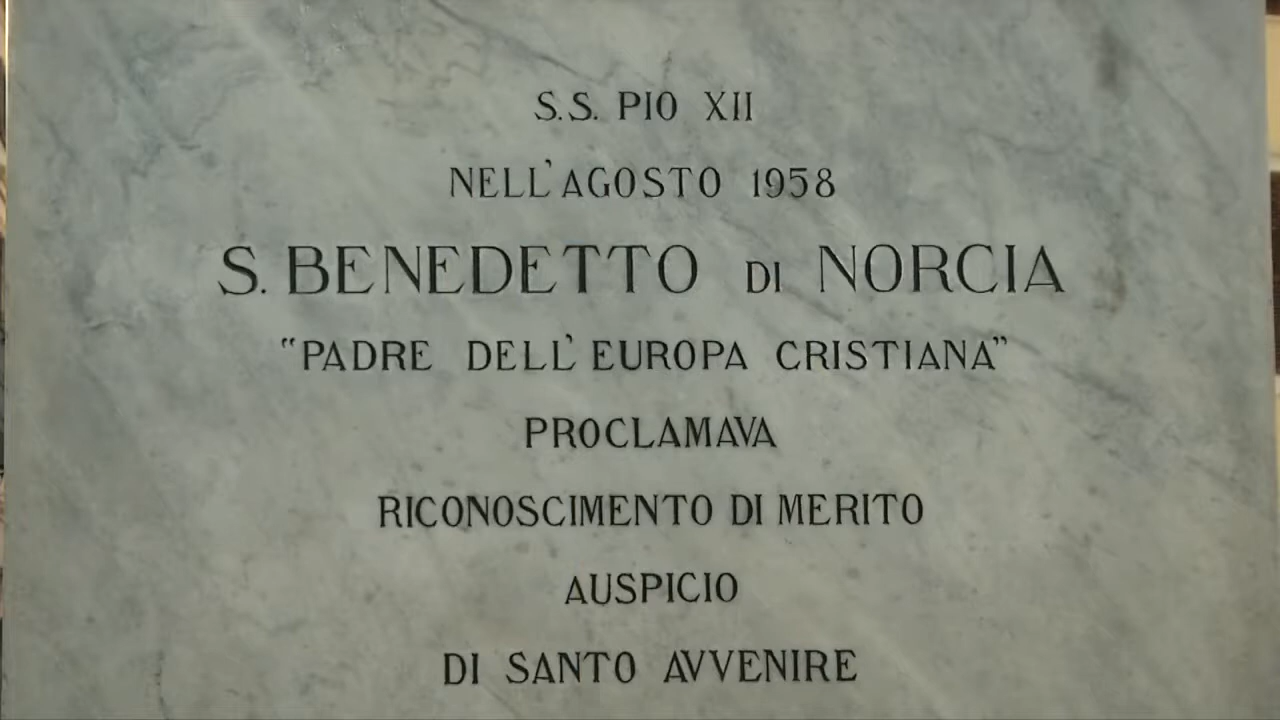 S.S. PIO XII
NELL'AGOSTO 1958
S. BENEDETTO DI NORCIA
"PADRE DELL'EUROPA CRISTIANA"
PROCLAMAVA
RICONOSCIMENTO DI MERITO
AUSPICIO
DI SANTO AVVENIRE